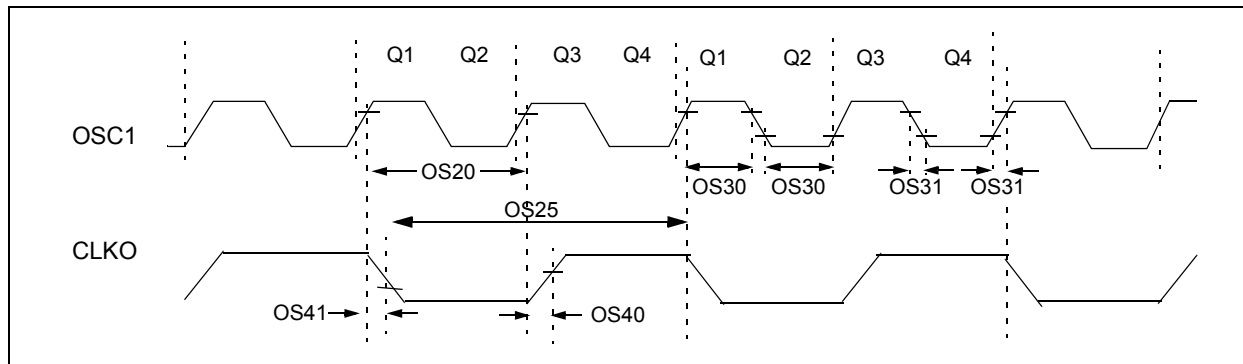 Q1 Q2 Q3 Q4 Q1 Q2 Q3 Q4
OSC1
OS20 OS30 OS30 OS31 OS31
OS25
CLKO
OS41 OS40